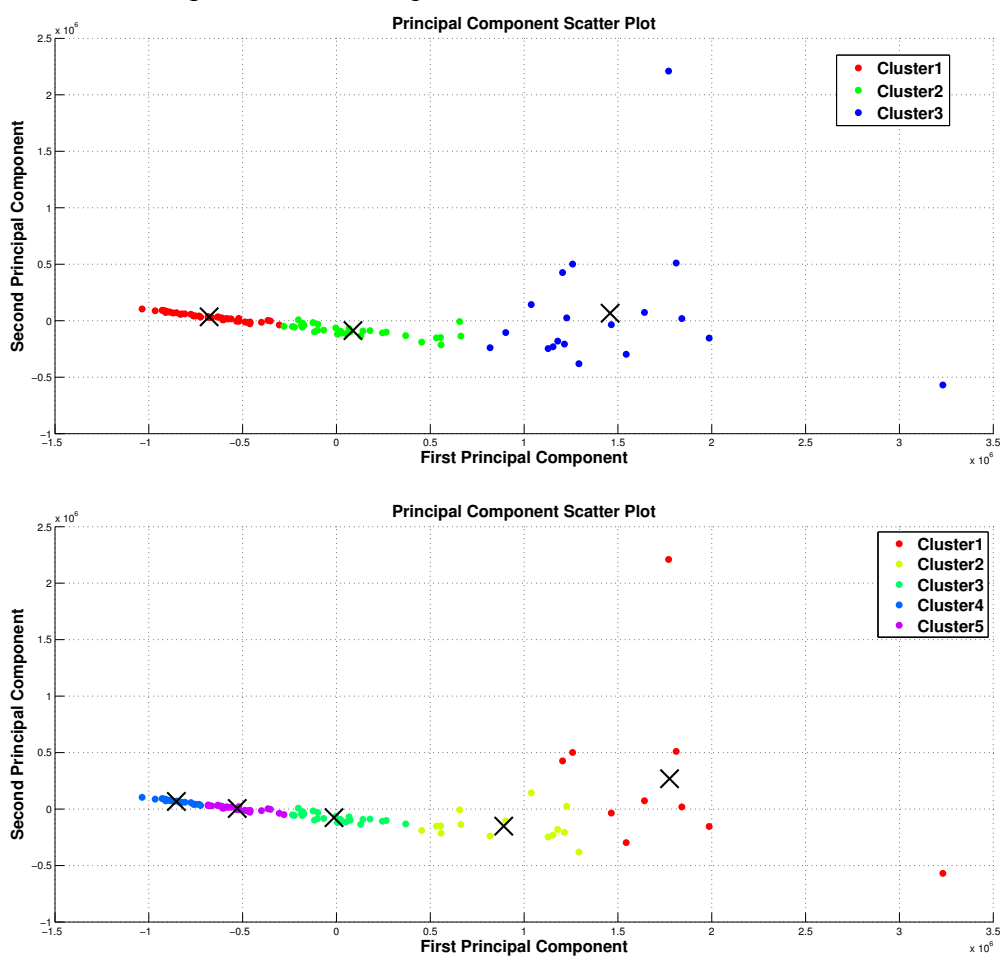 Principal Component Scatter Plot
x 10^6
2.5
2
1.5
1
0.5
0
−0.5
−1
Second Principal Component
Cluster1
Cluster2
Cluster3
−1.5 −1 −0.5 0 0.5 1 1.5 2 2.5 3 3.5
First Principal Component
x 10^6
Principal Component Scatter Plot
x 10^6
2.5
2
1.5
1
0.5
0
−0.5
−1
Second Principal Component
Cluster1
Cluster2
Cluster3
Cluster4
Cluster5
−1.5 −1 −0.5 0 0.5 1 1.5 2 2.5 3 3.5
First Principal Component
x 10^6